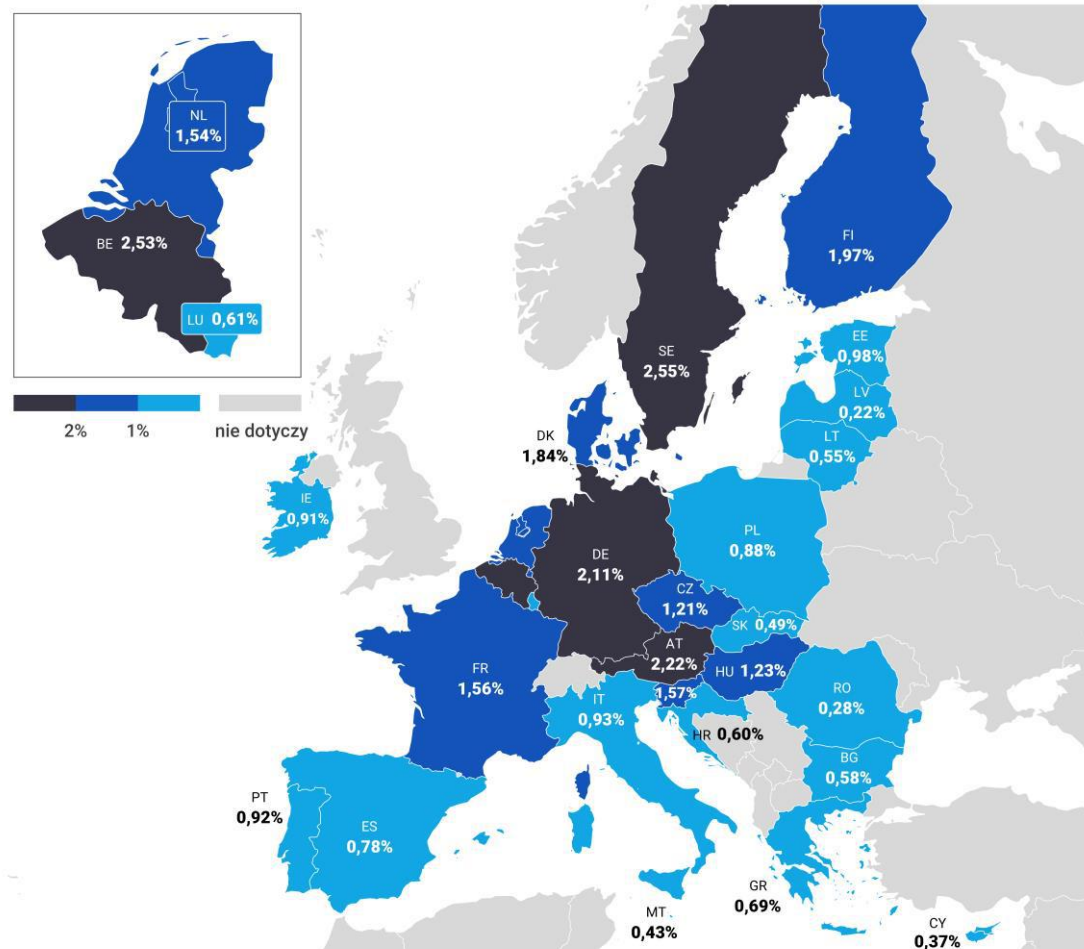 NL
1,54%
BE 2,53%
LU 0,61%
2% 1% nie dotyczy
FI
1,97%
SE
2,55%
EE
0,98%
LV
0,22%
LT
0,55%
DK
1,84%
IE
0,91%
PL
0,88%
DE
2,11%
CZ
1,21%
SK 0,49%
AT
2,22%
HU 1,23%
FR
1,56%
1,57%
RO
0,28%
IT
0,93%
HR 0,60%
BG
0,58%
PT
0,92%
ES
0,78%
GR
0,69%
MT
0,43%
CY
0,37%